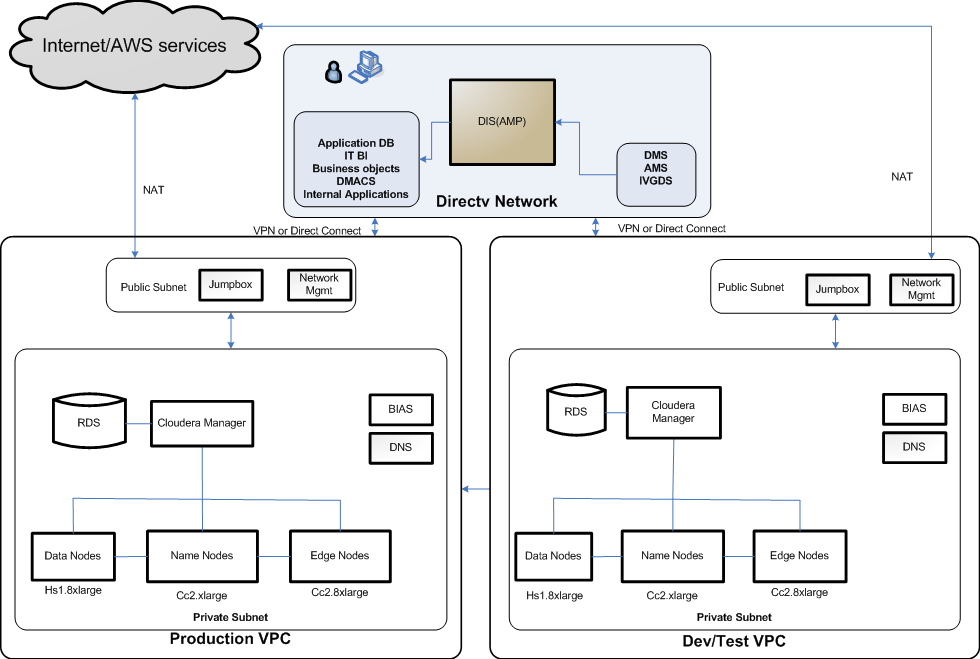 Internet/AWS services
DIS(AMP)
Application DB
IT BI
Business objects
DMACS
Internal Applications
DMS
AMS
IVGDS
Directv Network
NAT
NAT
VPN or Direct Connect
VPN or Direct Connect
Public Subnet
Jumpbox
Network
Mgmt
Public Subnet
Jumpbox
Network
Mgmt
RDS
Cloudera Manager
BIAS
DNS
Data Nodes
Name Nodes
Edge Nodes
Hs1.8xlarge
Cc2.xlarge
Cc2.8xlarge
Private Subnet
Production VPC
RDS
Cloudera
Manager
BIAS
DNS
Data Nodes
Name Nodes
Edge Nodes
Hs1.8xlarge
Cc2.xlarge
Cc2.8xlarge
Private Subnet
Dev/Test VPC